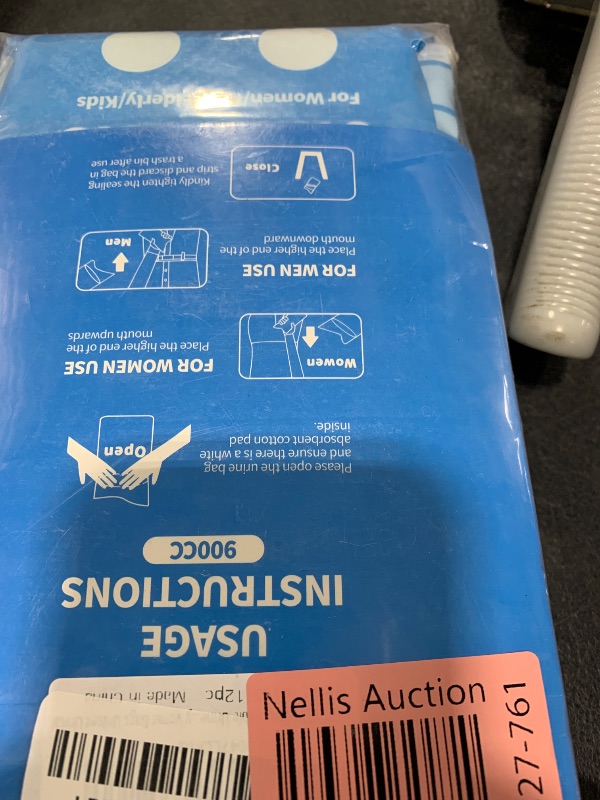 USAGE
INSTRUCTIONS
900CC
Please open the urine bag
and ensure there is a white
absorbent cotton pad
inside.
Open
FOR WOMEN USE
Place the higher end of the
mouth upwards
Wowen
FOR WEN USE
Place the higher end of the
mouth downward
Men
Kindly tighten the sealing
strip and discard the bag in
a trash bin after use
Close
For Women/ lderly/Kids
12pc Made in China
Nellis Auction
27-761